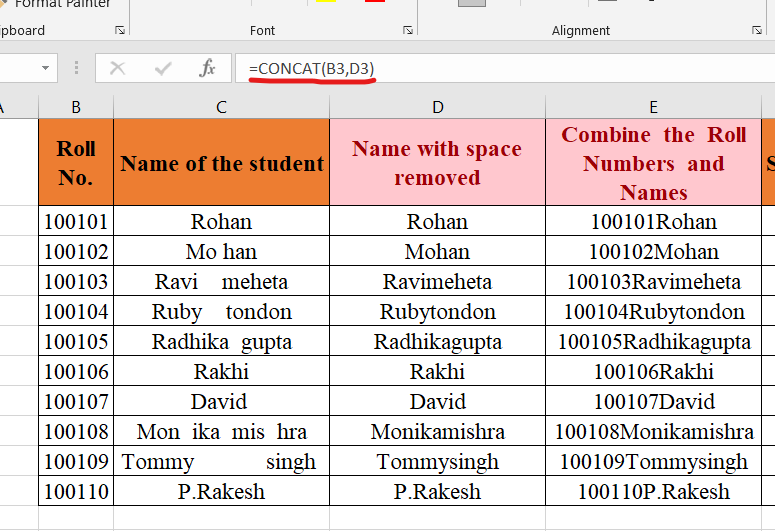 Format Painter
ipboard Font Alignment
=CONCAT(B3,D3)
A B C D E
Roll No. Name of the student Name with space removed Combine the Roll Numbers and Names S
100101 Rohan Rohan 100101Rohan
100102 Mo han Mohan 100102Mohan
100103 Ravi meheta Ravimeheta 100103Ravimeheta
100104 Ruby tondon Rubytondon 100104Rubytondon
100105 Radhika gupta Radhikagupta 100105Radhikagupta
100106 Rakhi Rakhi 100106Rakhi
100107 David David 100107David
100108 Mon ika mis hra Monikamishra 100108Monikamishra
100109 Tommy singh Tommysingh 100109Tommysingh
100110 P.Rakesh P.Rakesh 100110P.Rakesh